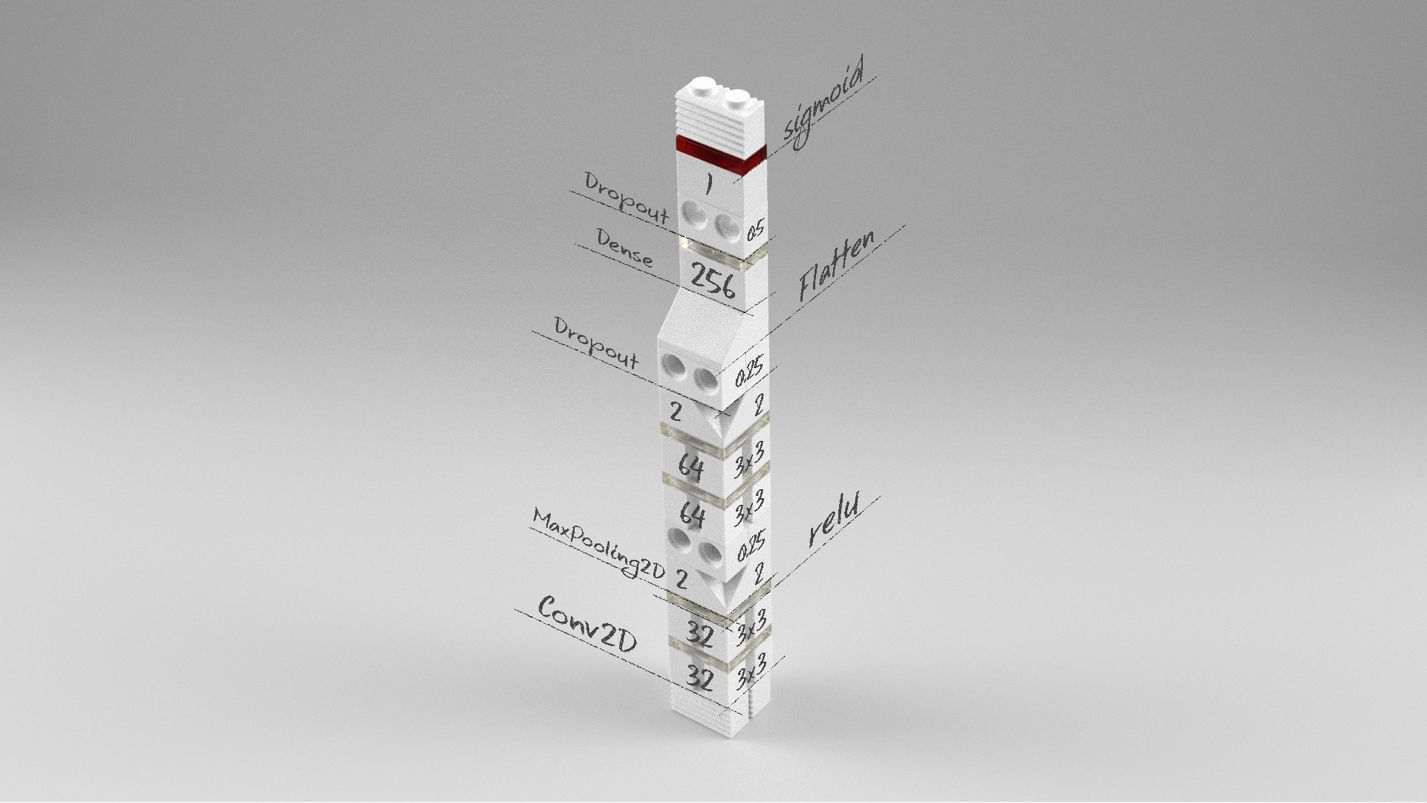 sigmoid
1
Dropout
0.5
Dense
256
Flatten
Dropout
0.25
2 2
64 3x3
64 3x3
0.25
relu
MaxPooling2D
2 2
Conv2D
32 3x3
32 3x3